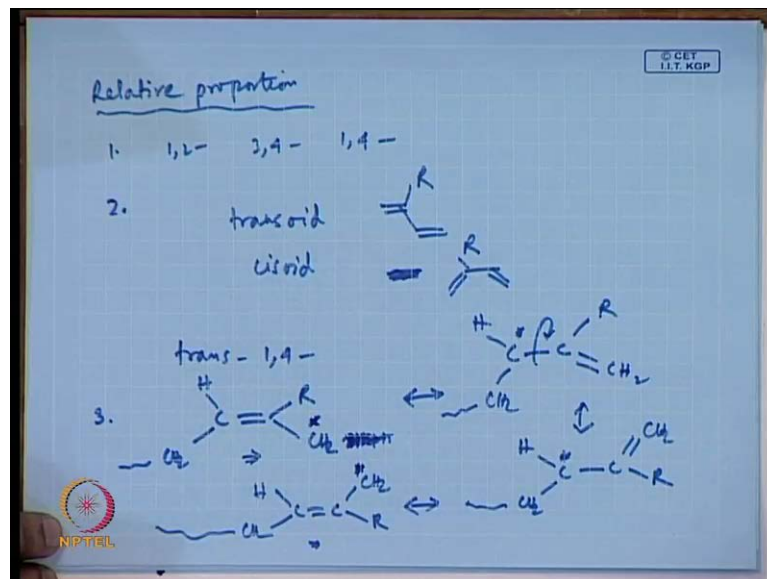 © CET
I.I.T. KGP
Relative proportion
1. 1,2- 3,4- 1,4-
2. transoid R
cisoid R
trans-1,4-
3. H C = C R CH2 * ⇒ ~ CH2
↔ H C * - C R = CH2 ~ CH2
↕
H C = C * CH2 R ~ CH2
↔ H C * - C = CH2 R ~ CH2
NPTEL